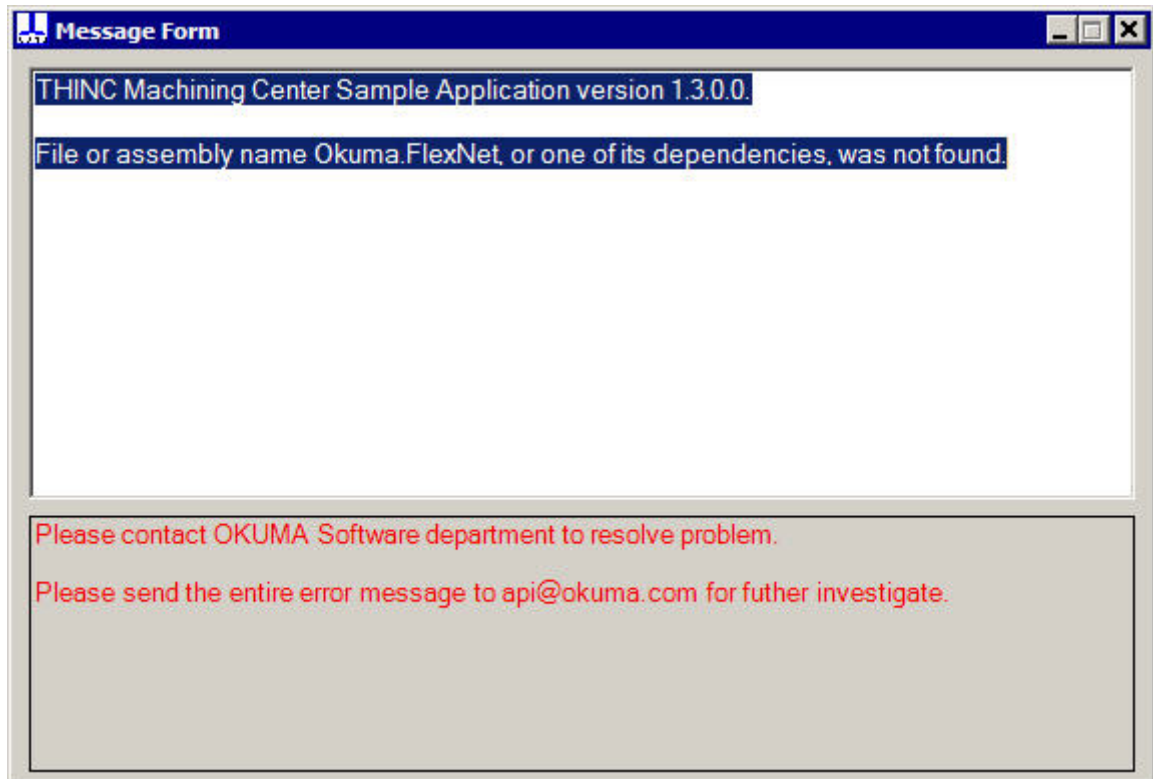 Message Form
THINC Machining Center Sample Application version 1.3.0.0.
File or assembly name Okuma.FlexNet, or one of its dependencies, was not found.
Please contact OKUMA Software department to resolve problem.
Please send the entire error message to api@okuma.com for futher investigate.